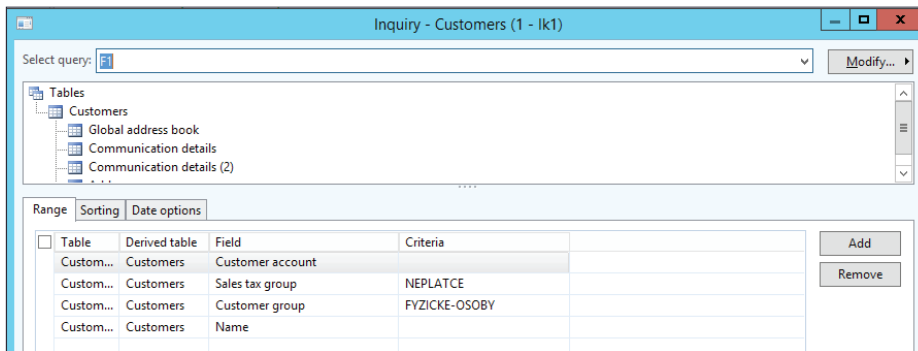 Inquiry - Customers (1 - lk1)
Select query: F1 Modify...
Tables
Customers
Global address book
Communication details
Communication details (2)
Range Sorting Date options
Table Derived table Field Criteria Add
Custom... Customers Customer account
Custom... Customers Sales tax group NEPLATCE Remove
Custom... Customers Customer group FYZICKE-OSOBY
Custom... Customers Name